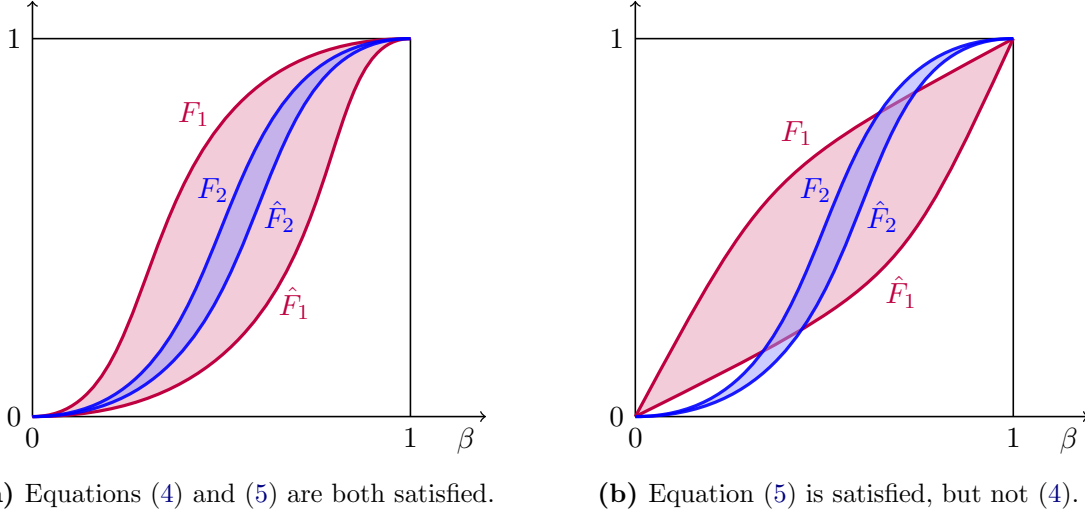 1
F₁
F₂
F̂₂
F̂₁
0
0
1
β
1
F₁
F₂
F̂₂
F̂₁
0
0
1
β
) Equations (4) and (5) are both satisfied.
(b) Equation (5) is satisfied, but not (4).